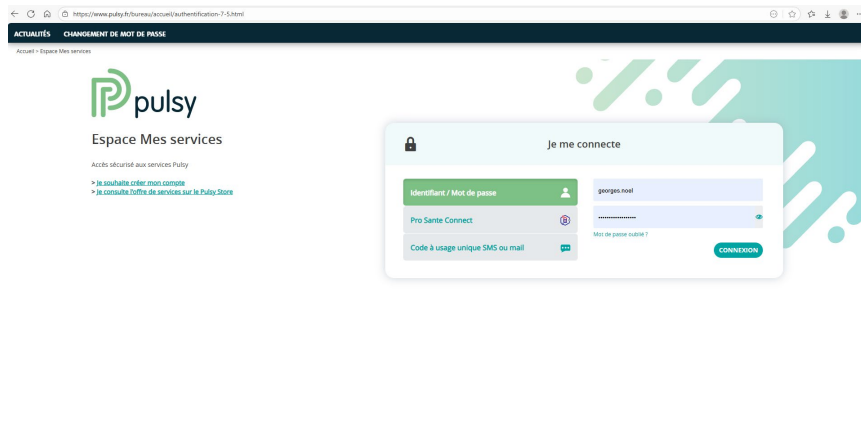 https://www.pulsy.fr/bureau/accueil/authentification-7-5.html
ACTUALITÉS CHANGEMENT DE MOT DE PASSE
Accueil > Espace Mes services
pulsy
Espace Mes services
Accès sécurisé aux services Pulsy
> Je souhaite créer mon compte
> Je consulte l'offre de services sur le Pulsy Store
Je me connecte
Identifiant / Mot de passe
Pro Sante Connect
Code à usage unique SMS ou mail
georges.noel
••••••••••••••••••
Mot de passe oublié ?
CONNEXION